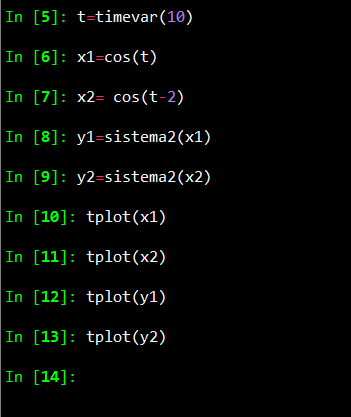 In [5]: t=timevar(10)
In [6]: x1=cos(t)
In [7]: x2= cos(t-2)
In [8]: y1=sistema2(x1)
In [9]: y2=sistema2(x2)
In [10]: tplot(x1)
In [11]: tplot(x2)
In [12]: tplot(y1)
In [13]: tplot(y2)
In [14]: